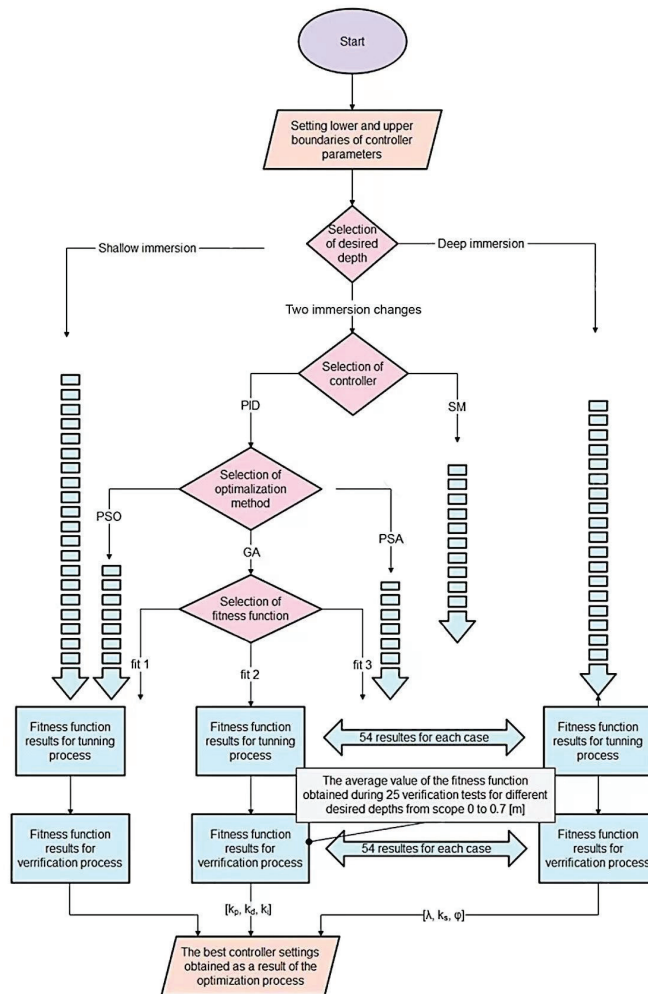 Start
Setting lower and upper
boundaries of controller
parameters
Selection
of desired
depth
Shallow immersion
Deep immersion
Two immersion changes
Selection of
controller
PID
SM
Selection of
optimalization
method
PSO
GA
PSA
Selection of
fitness function
fit 1
fit 2
fit 3
Fitness function
results for tunning
process
Fitness function
results for tunning
process
54 resultes for each case
Fitness function
results for tunning
process
The average value of the fitness function
obtained during 25 verification tests for different
desired depths from scope 0 to 0.7 [m]
Fitness function
results for
verrification process
Fitness function
results for
verrification process
54 resultes for each case
Fitness function
results for
verrification process
[kp, kd, ki]
[λ, ks, φ]
The best controller settings
obtained as a result of the
optimization process